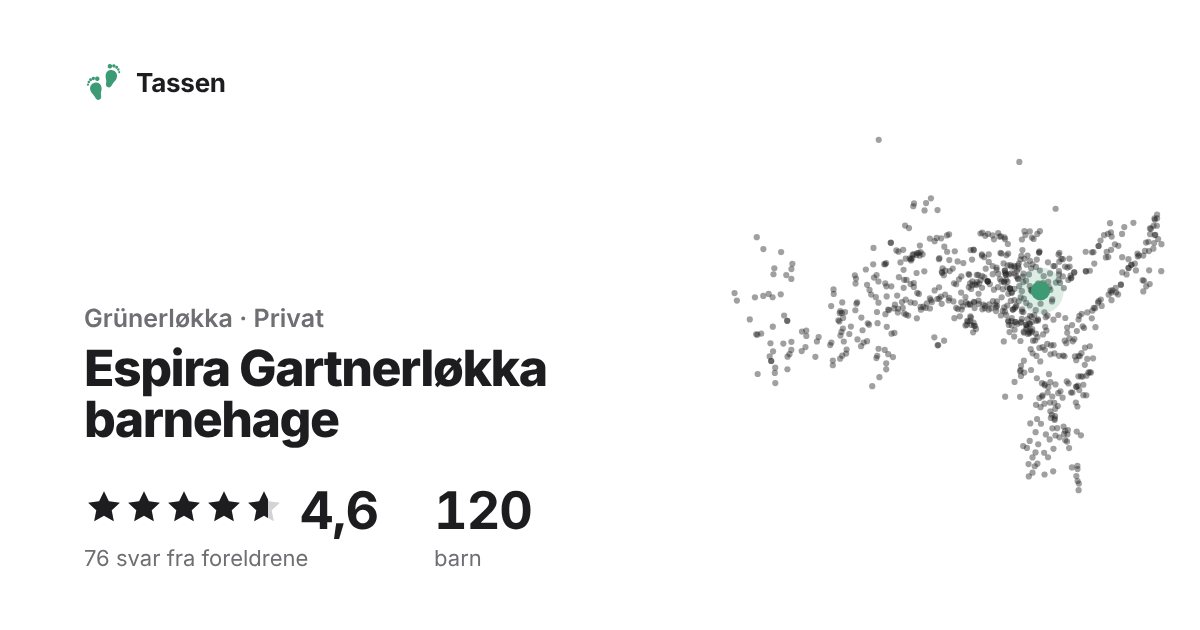 Tassen
Grünerløkka · Privat
Espira Gartnerløkka
barnehage
4,6
120
76 svar fra foreldrene
barn